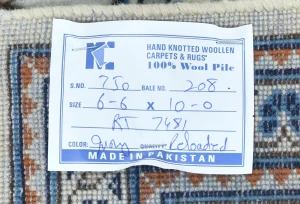 KC
HAND KNOTTED WOOLLEN
CARPETS & RUGS'
100% Wool Pile
S.NO. 750 BALE NO. 208.
SIZE 6-6 X 10-0
RT 7481
COLOR: QUALITY Reloaded
MADE IN PAKISTAN